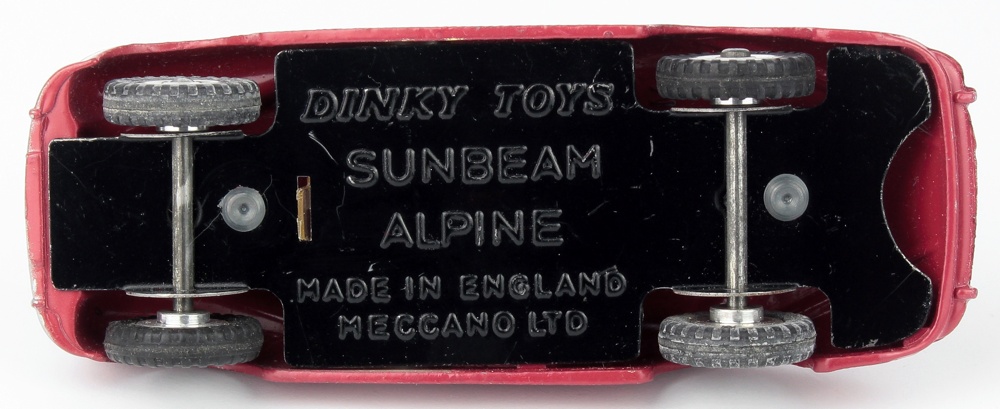 DINKY TOYS
SUNBEAM
ALPINE
MADE IN ENGLAND
MECCANO LTD